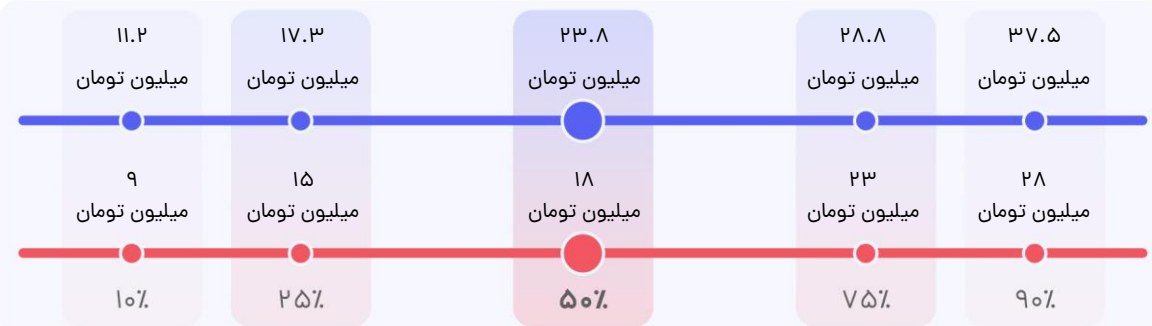 ۱۱.۲ ۱۷.۳ ۲۳.۸ ۲۸.۸ ۳۷.۵
میلیون تومان میلیون تومان میلیون تومان میلیون تومان میلیون تومان
۹ ۱۵ ۱۸ ۲۳ ۲۸
میلیون تومان میلیون تومان میلیون تومان میلیون تومان میلیون تومان
۱۰٪ ۲۵٪ ۵۰٪ ۷۵٪ ۹۰٪